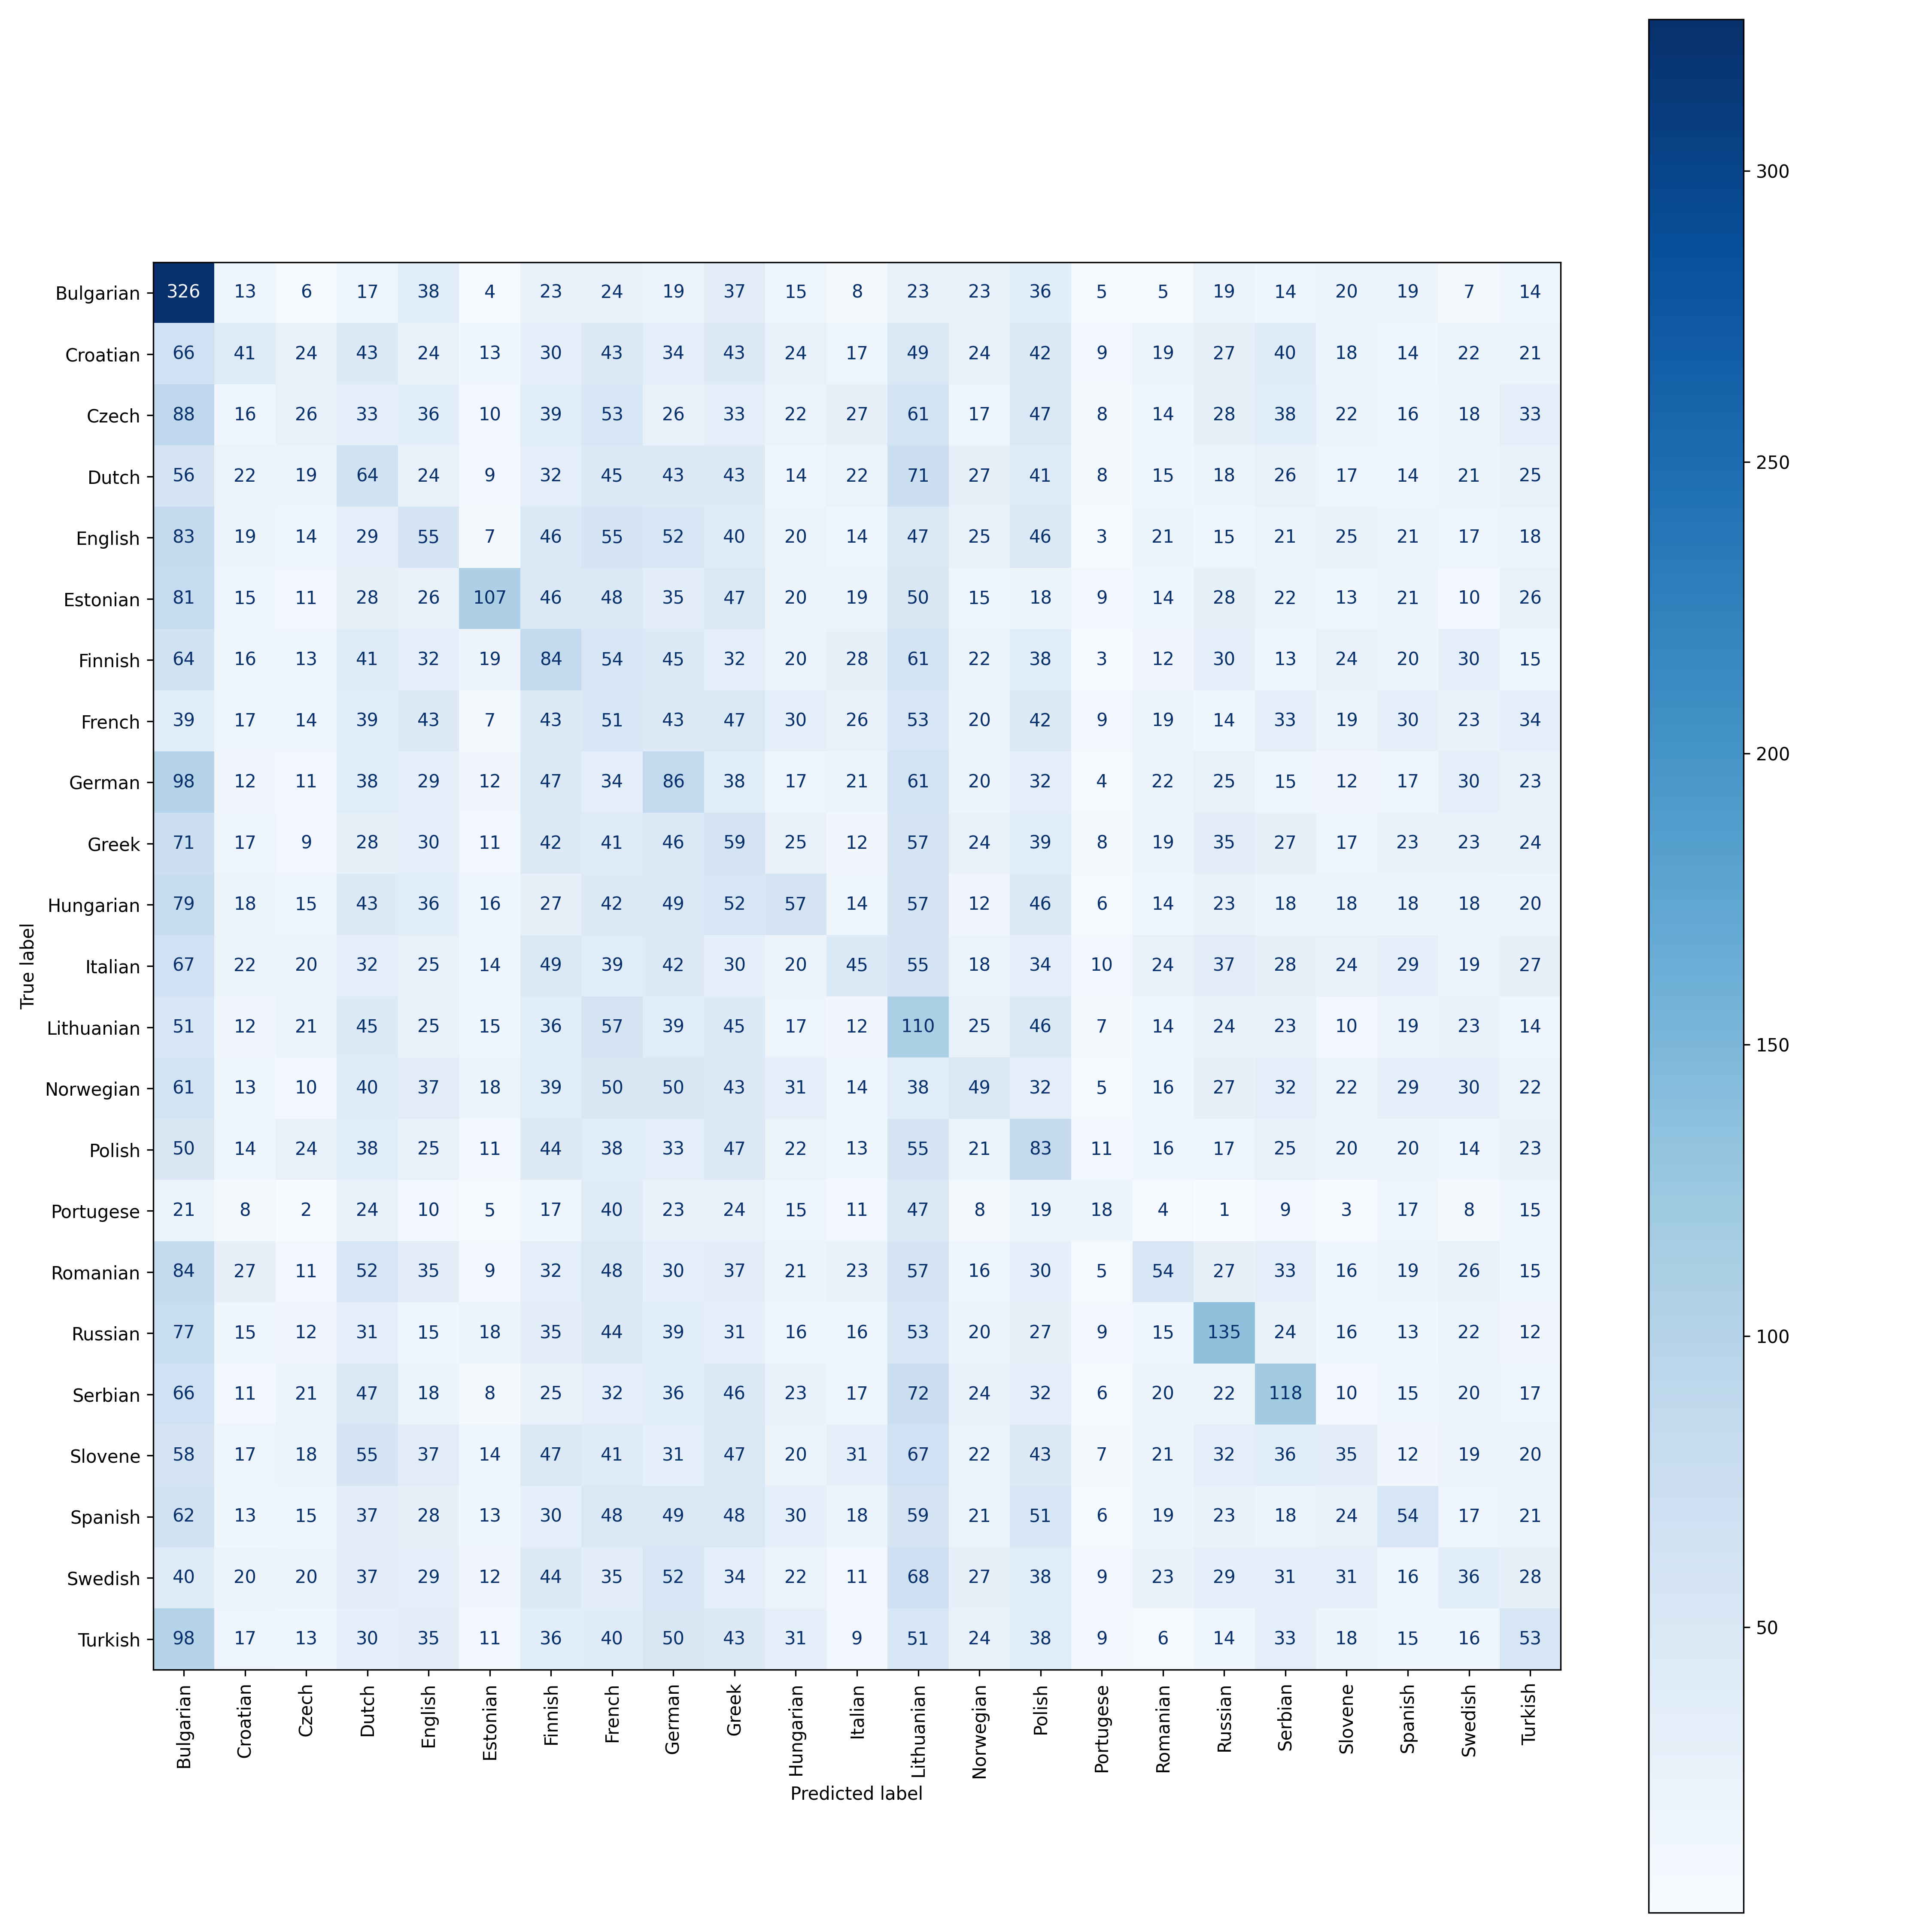 Bulgarian 326 13 6 17 38 4 23 24 19 37 15 8 23 23 36 5 5 19 14 20 19 7 14
Croatian 66 41 24 43 24 13 30 43 34 43 24 17 49 24 42 9 19 27 40 18 14 22 21
Czech 88 16 26 33 36 10 39 53 26 33 22 27 61 17 47 8 14 28 38 22 16 18 33
Dutch 56 22 19 64 24 9 32 45 43 43 14 22 71 27 41 8 15 18 26 17 14 21 25
English 83 19 14 29 55 7 46 55 52 40 20 14 47 25 46 3 21 15 21 25 21 17 18
Estonian 81 15 11 28 26 107 46 48 35 47 20 19 50 15 18 9 14 28 22 13 21 10 26
Finnish 64 16 13 41 32 19 84 54 45 32 20 28 61 22 38 3 12 30 13 24 20 30 15
French 39 17 14 39 43 7 43 51 43 47 30 26 53 20 42 9 19 14 33 19 30 23 34
German 98 12 11 38 29 12 47 34 86 38 17 21 61 20 32 4 22 25 15 12 17 30 23
Greek 71 17 9 28 30 11 42 41 46 59 25 12 57 24 39 8 19 35 27 17 23 23 24
Hungarian 79 18 15 43 36 16 27 42 49 52 57 14 57 12 46 6 14 23 18 18 18 18 20
Italian 67 22 20 32 25 14 49 39 42 30 20 45 55 18 34 10 24 37 28 24 29 19 27
Lithuanian 51 12 21 45 25 15 36 57 39 45 17 12 110 25 46 7 14 24 23 10 19 23 14
Norwegian 61 13 10 40 37 18 39 50 50 43 31 14 38 49 32 5 16 27 32 22 29 30 22
Polish 50 14 24 38 25 11 44 38 33 47 22 13 55 21 83 11 16 17 25 20 20 14 23
Portugese 21 8 2 24 10 5 17 40 23 24 15 11 47 8 19 18 4 1 9 3 17 8 15
Romanian 84 27 11 52 35 9 32 48 30 37 21 23 57 16 30 5 54 27 33 16 19 26 15
Russian 77 15 12 31 15 18 35 44 39 31 16 16 53 20 27 9 15 135 24 16 13 22 12
Serbian 66 11 21 47 18 8 25 32 36 46 23 17 72 24 32 6 20 22 118 10 15 20 17
Slovene 58 17 18 55 37 14 47 41 31 47 20 31 67 22 43 7 21 32 36 35 12 19 20
Spanish 62 13 15 37 28 13 30 48 49 48 30 18 59 21 51 6 19 23 18 24 54 17 21
Swedish 40 20 20 37 29 12 44 35 52 34 22 11 68 27 38 9 23 29 31 31 16 36 28
Turkish 98 17 13 30 35 11 36 40 50 43 31 9 51 24 38 9 6 14 33 18 15 16 53
True label
Bulgarian Croatian Czech Dutch English Estonian Finnish French German Greek Hungarian Italian Lithuanian Norwegian Polish Portugese Romanian Russian Serbian Slovene Spanish Swedish Turkish
Predicted label
300
250
200
150
100
50